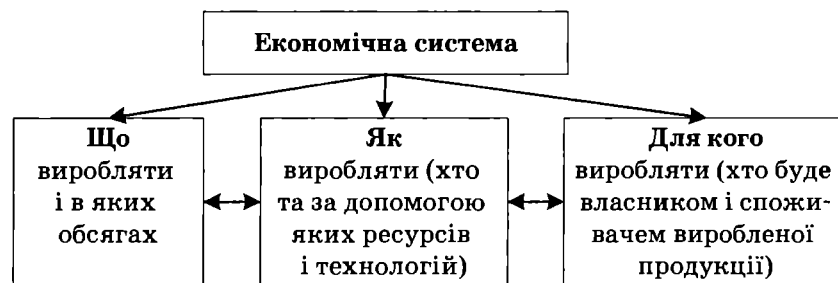 Економічна система
Що
виробляти
і в яких
обсягах
Як
виробляти (хто
та за допомогою
яких ресурсів
і технологій)
Для кого
виробляти (хто буде
власником і спожи-
вачем виробленої
продукції)